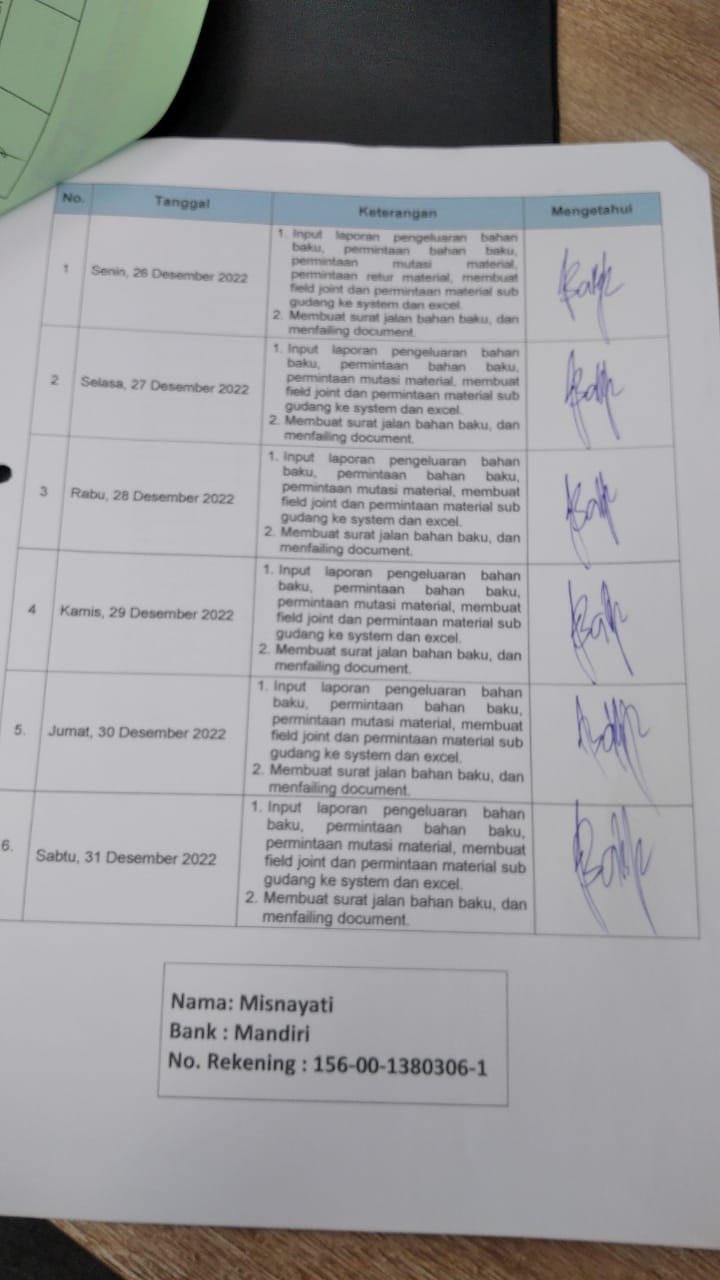 No. Tanggal Keterangan Mengetahui
1 Senin, 26 Desember 2022
1. Input laporan pengeluaran bahan
baku, permintaan bahan baku,
permintaan mutasi material,
permintaan retur material, membuat
field joint dan permintaan material sub
gudang ke system dan excel.
2. Membuat surat jalan bahan baku, dan
menfailing document.
2 Selasa, 27 Desember 2022
1. Input laporan pengeluaran bahan
baku, permintaan bahan baku,
permintaan mutasi material, membuat
field joint dan permintaan material sub
gudang ke system dan excel.
2. Membuat surat jalan bahan baku, dan
menfailing document.
3 Rabu, 28 Desember 2022
1. Input laporan pengeluaran bahan
baku, permintaan bahan baku,
permintaan mutasi material, membuat
field joint dan permintaan material sub
gudang ke system dan excel.
2. Membuat surat jalan bahan baku, dan
menfailing document.
4 Kamis, 29 Desember 2022
1. Input laporan pengeluaran bahan
baku, permintaan bahan baku,
permintaan mutasi material, membuat
field joint dan permintaan material sub
gudang ke system dan excel.
2. Membuat surat jalan bahan baku, dan
menfailing document.
5. Jumat, 30 Desember 2022
1. Input laporan pengeluaran bahan
baku, permintaan bahan baku,
permintaan mutasi material, membuat
field joint dan permintaan material sub
gudang ke system dan excel.
2. Membuat surat jalan bahan baku, dan
menfailing document.
6. Sabtu, 31 Desember 2022
1. Input laporan pengeluaran bahan
baku, permintaan bahan baku,
permintaan mutasi material, membuat
field joint dan permintaan material sub
gudang ke system dan excel.
2. Membuat surat jalan bahan baku, dan
menfailing document.
Nama: Misnayati
Bank : Mandiri
No. Rekening : 156-00-1380306-1